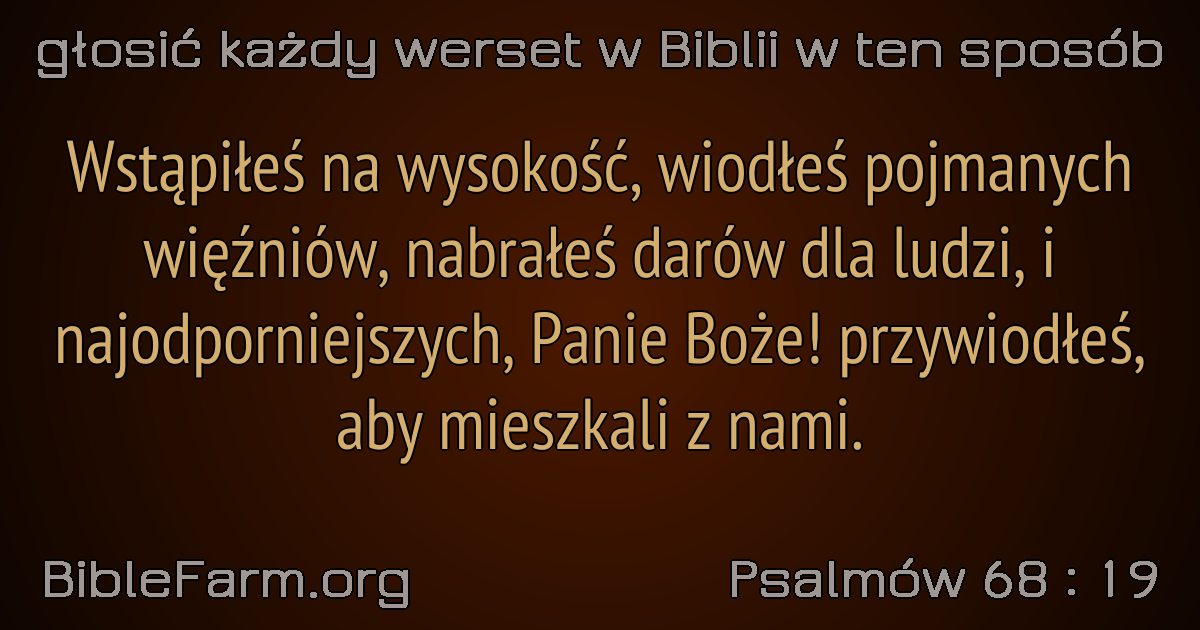 głosić każdy werset w Biblii w ten sposób
Wstąpiłeś na wysokość, wiodłeś pojmanych
więźniów, nabrałeś darów dla ludzi, i
najodporniejszych, Panie Boże! przywiodłeś,
aby mieszkali z nami.
BibleFarm.org
Psalmów 68 : 19